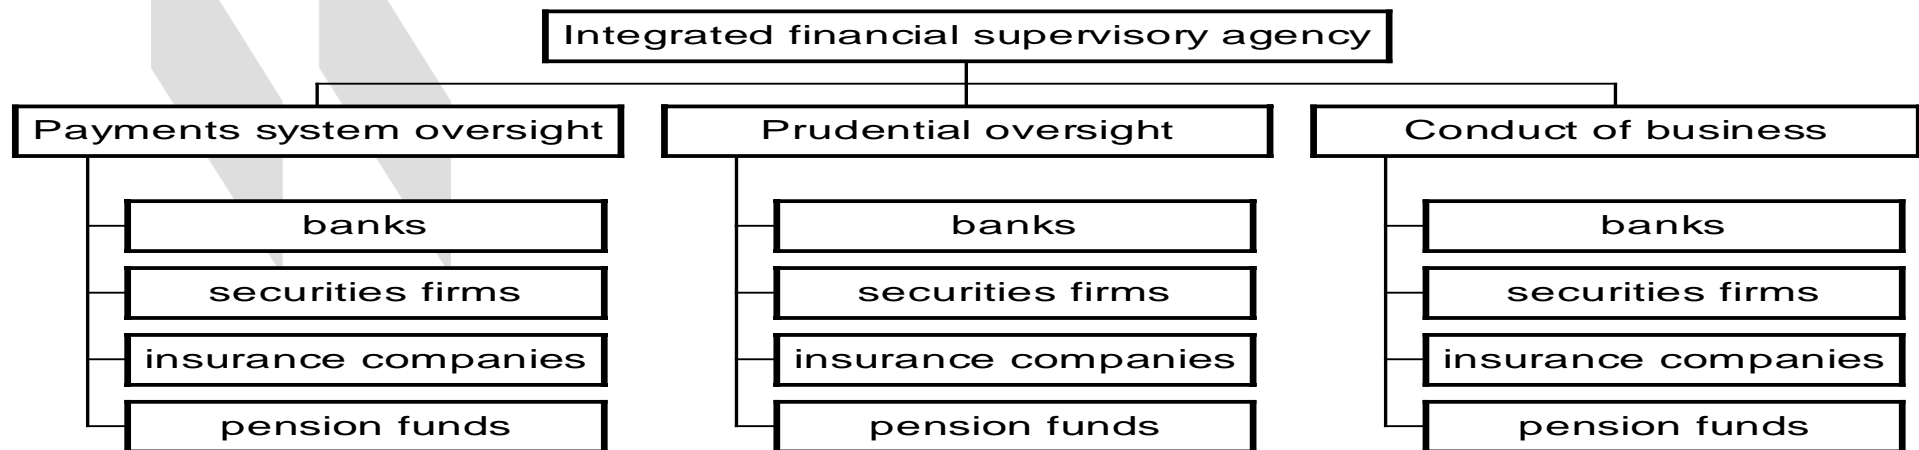 Integrated financial supervisory agency
Payments system oversight
Prudential oversight
Conduct of business
banks
banks
banks
securities firms
securities firms
securities firms
insurance companies
insurance companies
insurance companies
pension funds
pension funds
pension funds